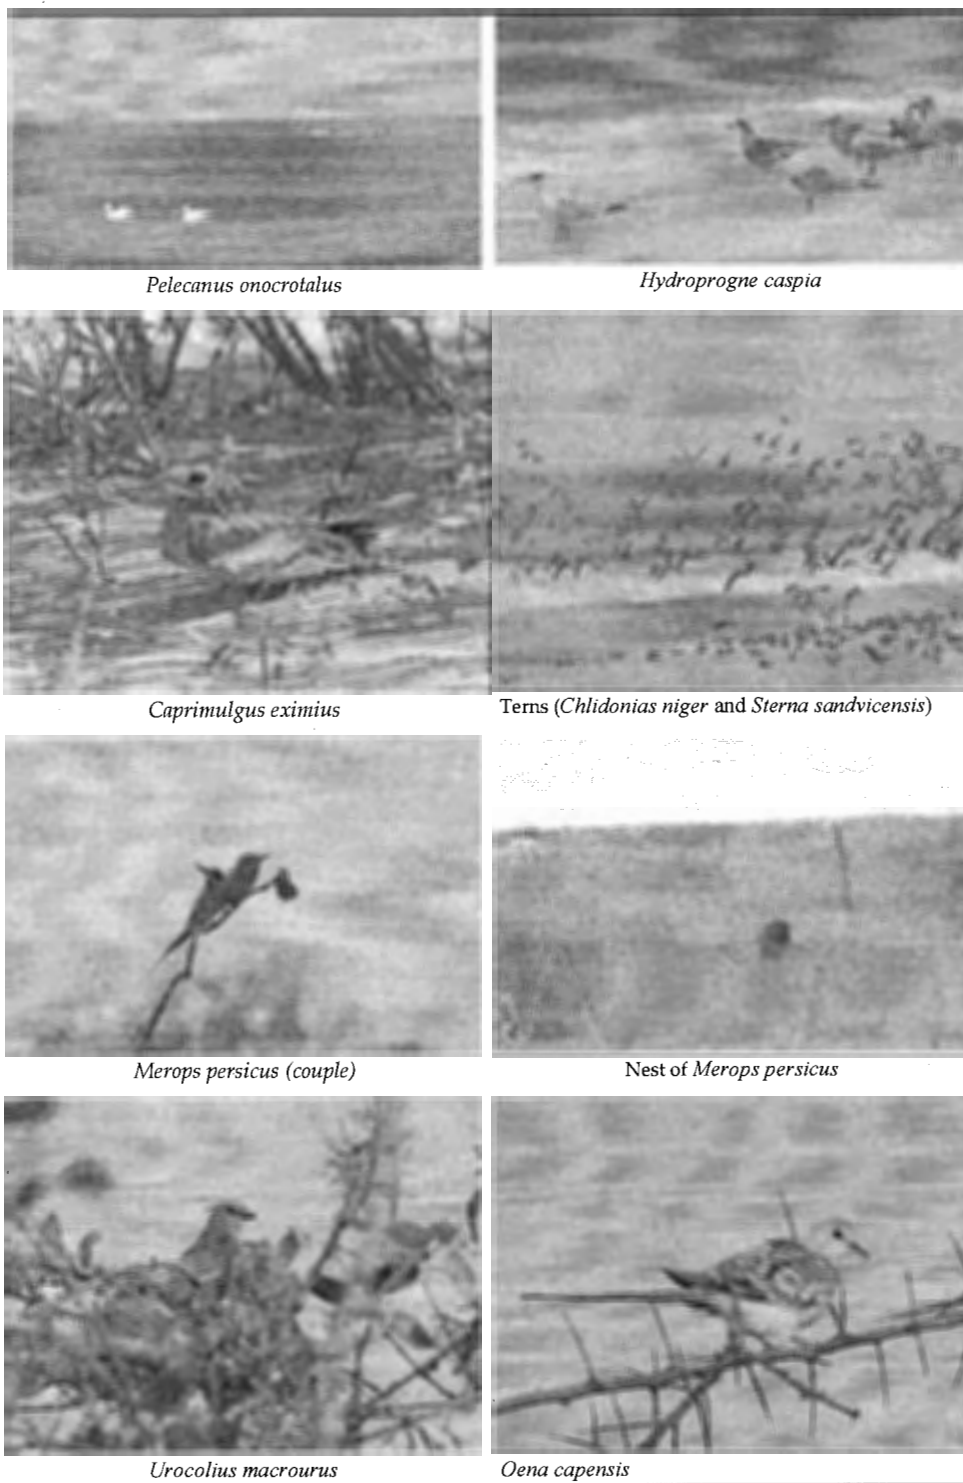 Pelecanus onocrotalus
Hydroprogne caspia
Caprimulgus eximius
Terns (Chlidonias niger and Sterna sandvicensis)
Merops persicus (couple)
Nest of Merops persicus
Urocolius macrourus
Oena capensis